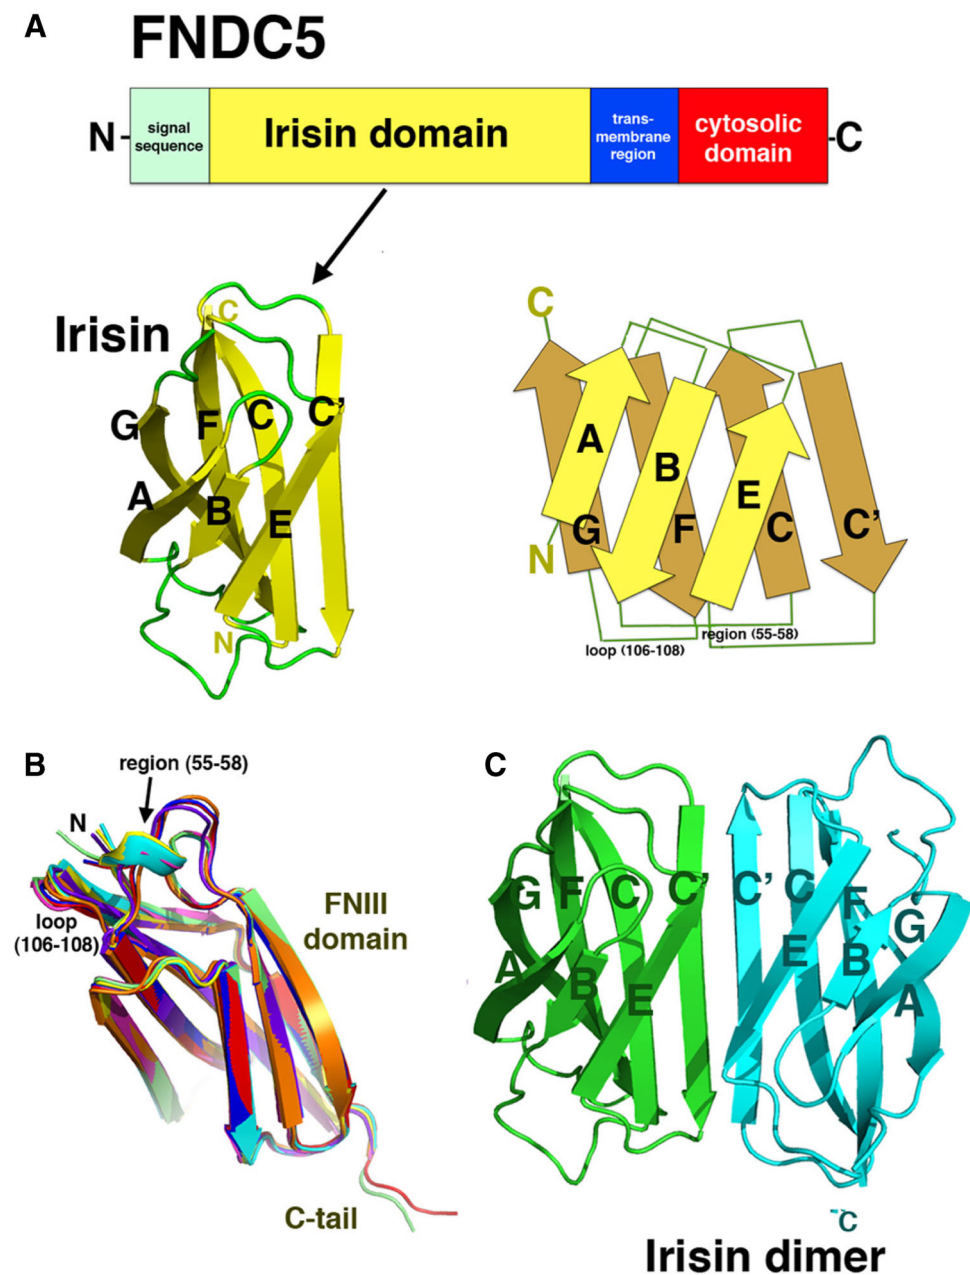 A
FNDC5
N
signal
sequence
Irisin domain
trans-
membrane
region
cytosolic
domain
C
Irisin
C
G
F
C
C'
A
B
E
N
C
A
B
E
G
F
C
C'
N
region (55-58)
loop (106-108)
B
region (55-58)
N
loop
(106-108)
FNIII
domain
C-tail
C
G
F
C
C'
A
B
E
C'
C
F
G
E
B
A
C
Irisin dimer